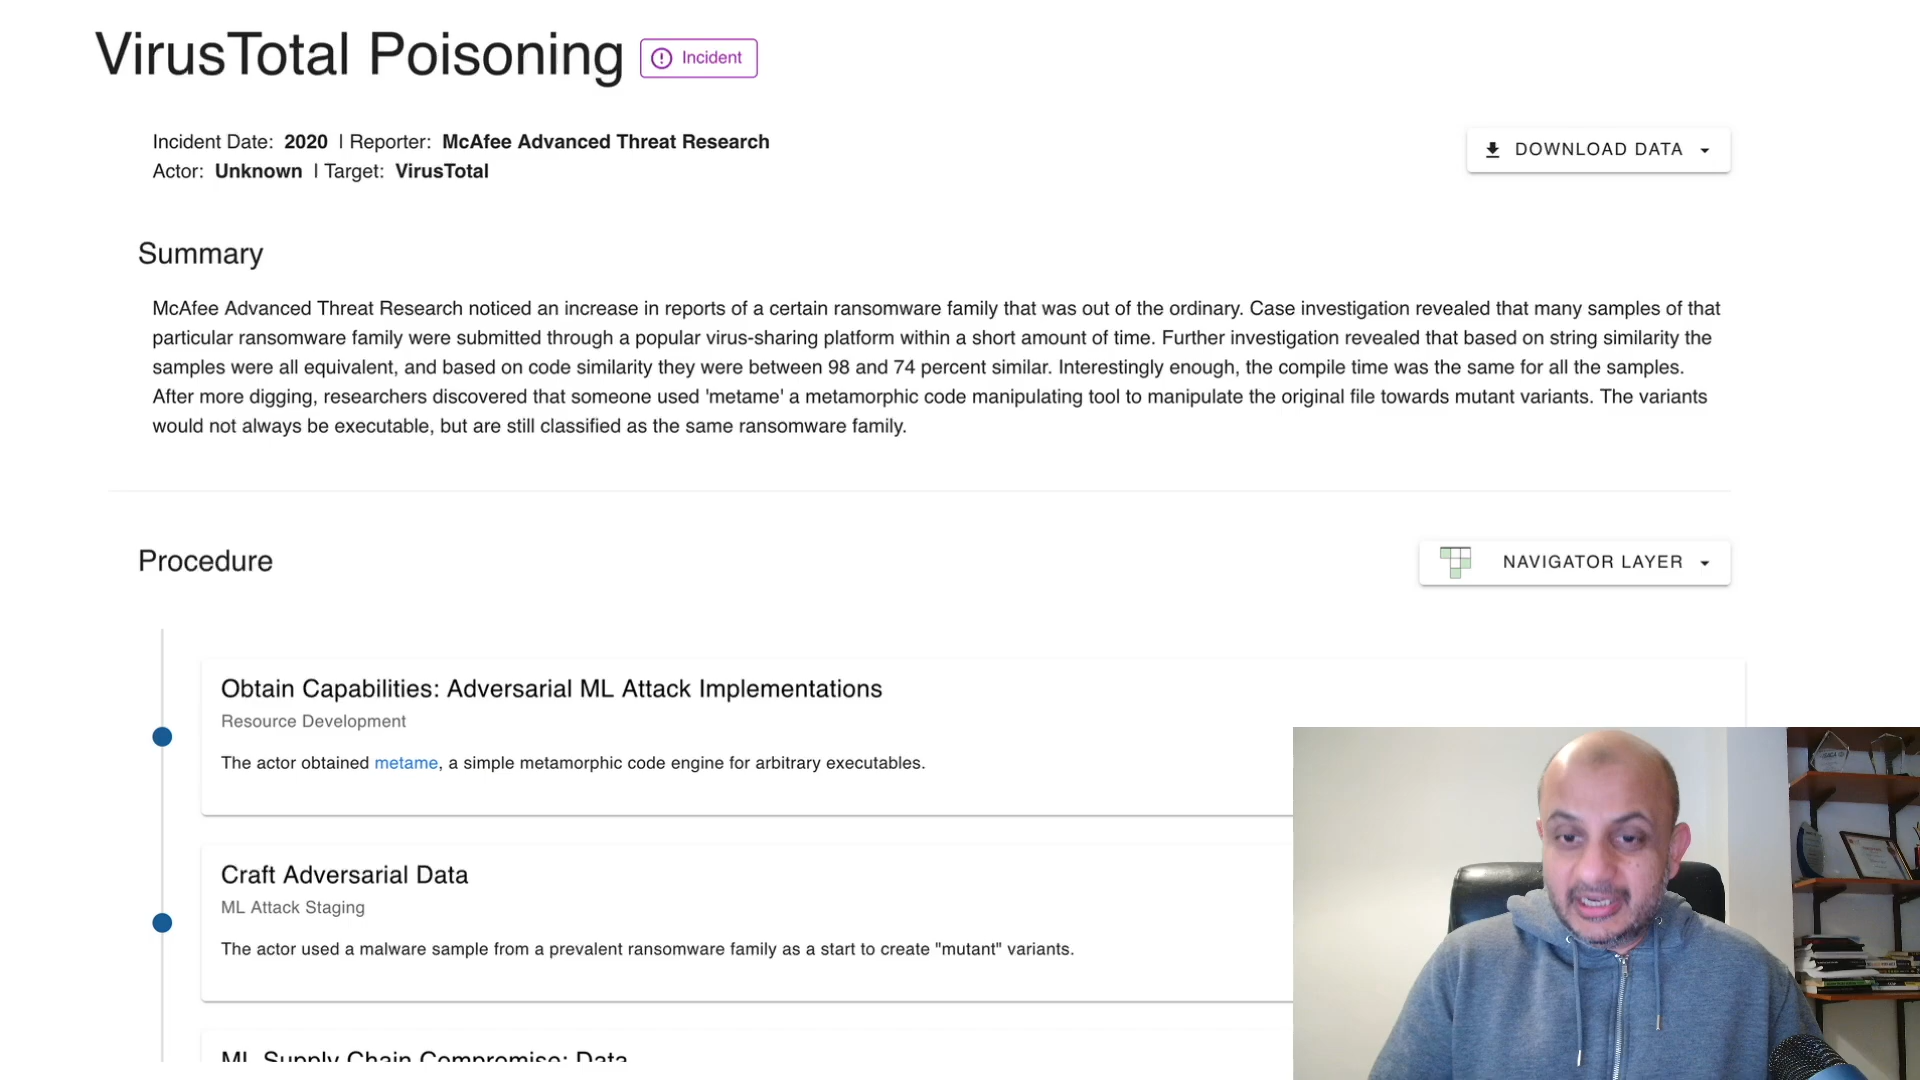 VirusTotal Poisoning
Incident
Incident Date: 2020 | Reporter: McAfee Advanced Threat Research
Actor: Unknown | Target: VirusTotal
DOWNLOAD DATA
Summary
McAfee Advanced Threat Research noticed an increase in reports of a certain ransomware family that was out of the ordinary. Case investigation revealed that many samples of that
particular ransomware family were submitted through a popular virus-sharing platform within a short amount of time. Further investigation revealed that based on string similarity the
samples were all equivalent, and based on code similarity they were between 98 and 74 percent similar. Interestingly enough, the compile time was the same for all the samples.
After more digging, researchers discovered that someone used 'metame' a metamorphic code manipulating tool to manipulate the original file towards mutant variants. The variants
would not always be executable, but are still classified as the same ransomware family.
Procedure
NAVIGATOR LAYER
Obtain Capabilities: Adversarial ML Attack Implementations
Resource Development
The actor obtained metame, a simple metamorphic code engine for arbitrary executables.
Craft Adversarial Data
ML Attack Staging
The actor used a malware sample from a prevalent ransomware family as a start to create "mutant" variants.
ML Supply Chain Compromise: Data